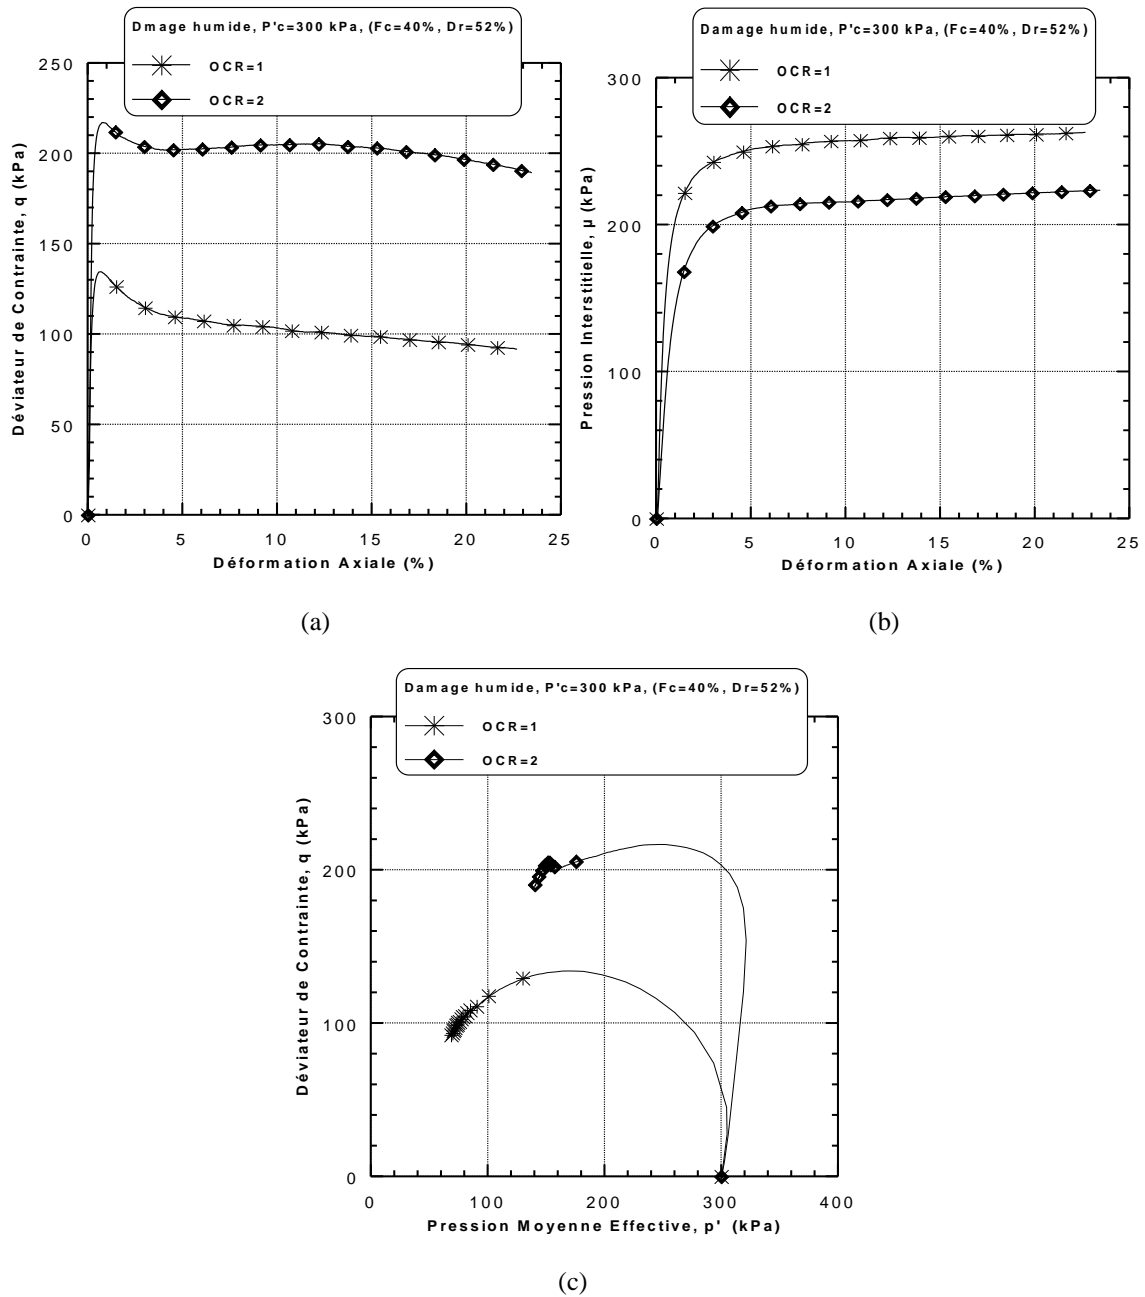 Dmage humide, P'c=300 kPa, (Fc=40%, Dr=52%)
OCR=1
OCR=2
250
200
150
100
50
0
Déviateur de Contrainte, q (kPa)
0 5 10 15 20 25
Déformation Axiale (%)
(a)
Damage humide, P'c=300 kPa, (Fc=40%, Dr=52%)
OCR=1
OCR=2
300
200
100
0
Pression Interstitielle, µ (kPa)
0 5 10 15 20 25
Déformation Axiale (%)
(b)
Damage humide, P'c=300 kPa, (Fc=40%, Dr=52%)
OCR=1
OCR=2
300
200
100
0
Déviateur de Contrainte, q (kPa)
0 100 200 300 400
Pression Moyenne Effective, p' (kPa)
(c)